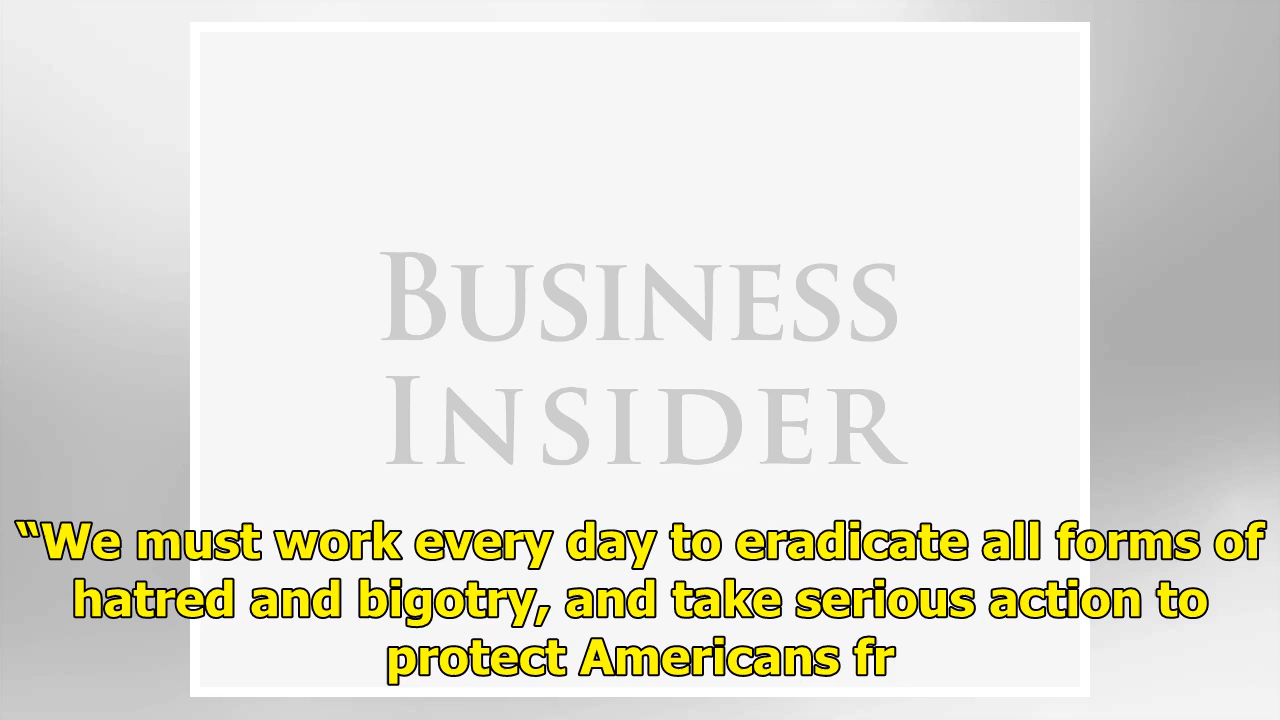 BUSINESS
INSIDER
“We must work every day to eradicate all forms of
hatred and bigotry, and take serious action to
protect Americans fr